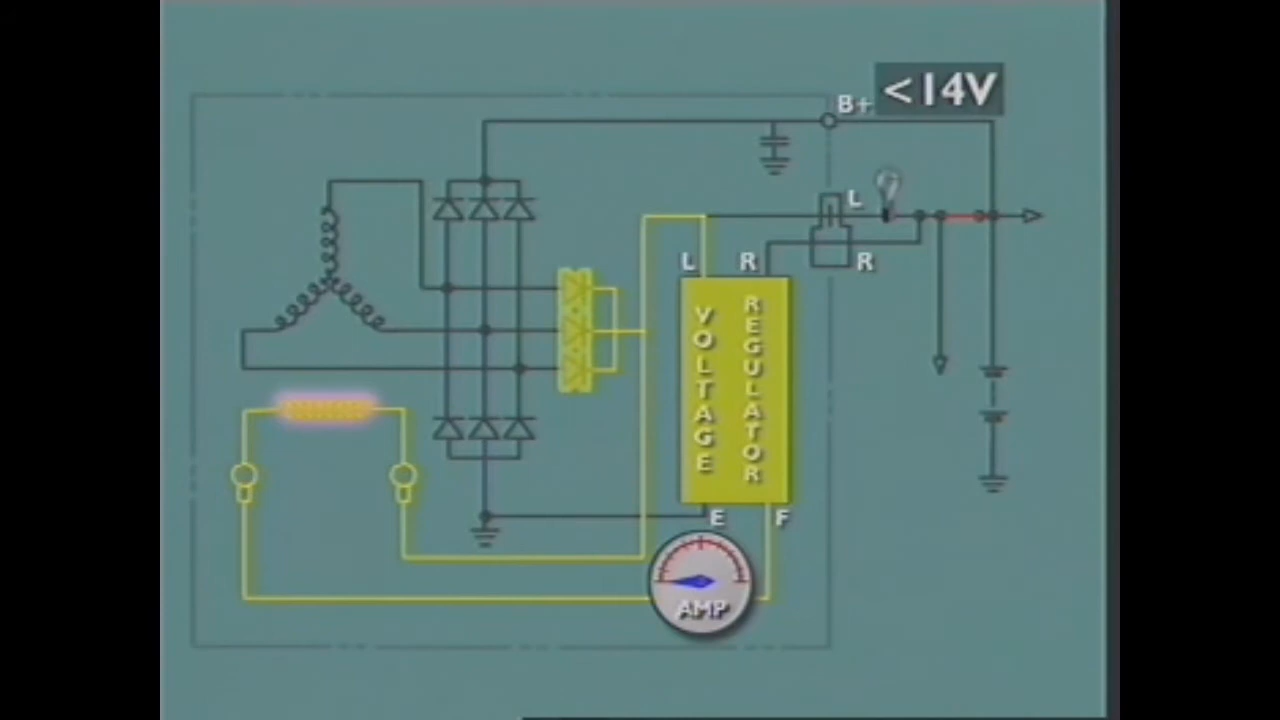 B+ <14V
L
L R R
VOLTAGE
REGULATOR
E F
AMP